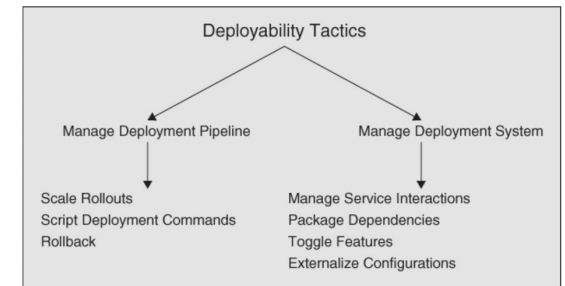 Deployability Tactics
Manage Deployment Pipeline
Manage Deployment System
Scale Rollouts
Script Deployment Commands
Rollback
Manage Service Interactions
Package Dependencies
Toggle Features
Externalize Configurations